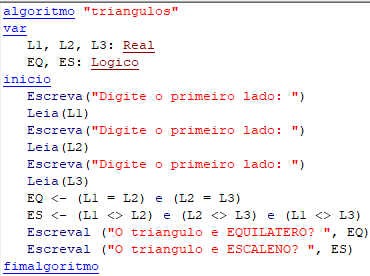 algoritmo "triangulos"
var
L1, L2, L3: Real
EQ, ES: Logico
inicio
Escreva("Digite o primeiro lado: ")
Leia(L1)
Escreva("Digite o primeiro lado: ")
Leia(L2)
Escreva("Digite o primeiro lado: ")
Leia(L3)
EQ <- (L1 = L2) e (L2 = L3)
ES <- (L1 <> L2) e (L2 <> L3) e (L1 <> L3)
Escreval ("O triangulo e EQUILATERO? ", EQ)
Escreval ("O triangulo e ESCALENO? ", ES)
fimalgoritmo